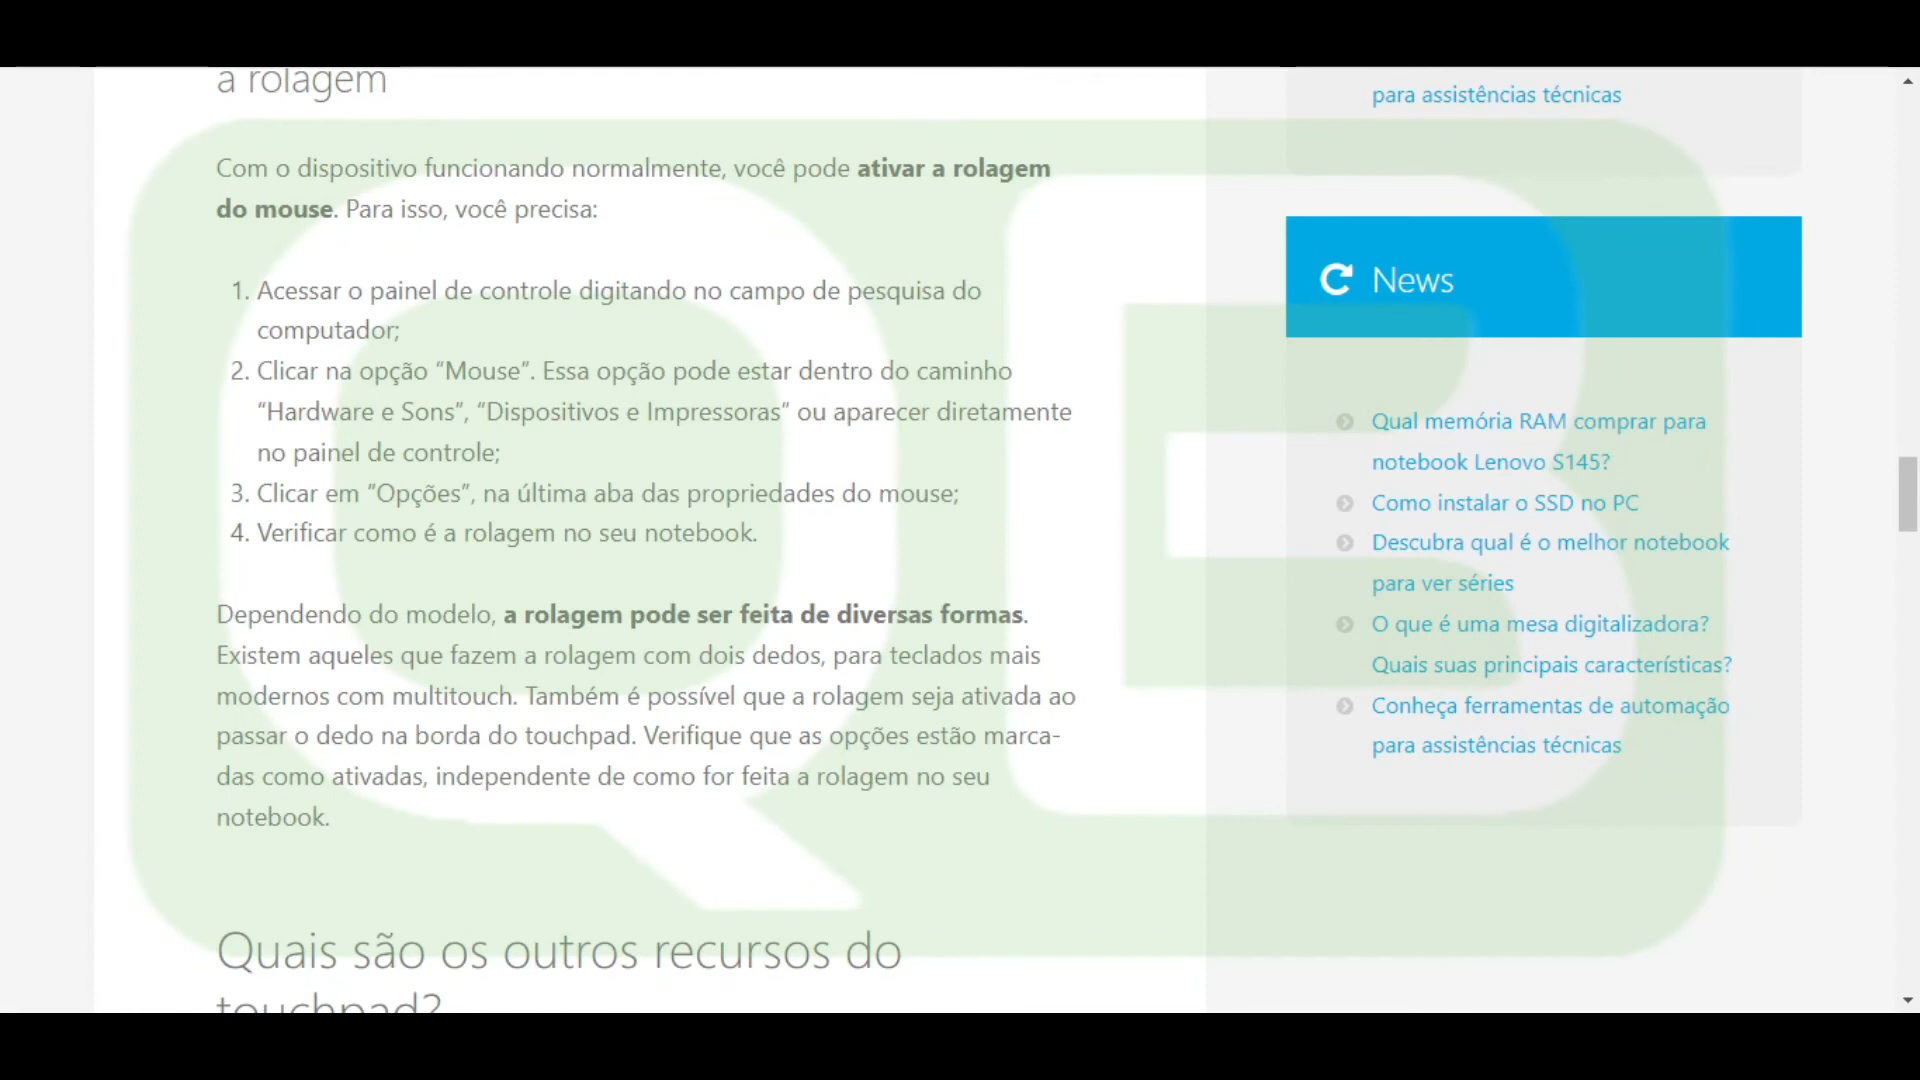 a rolagem
Com o dispositivo funcionando normalmente, você pode ativar a rolagem
do mouse. Para isso, você precisa:
1. Acessar o painel de controle digitando no campo de pesquisa do
computador;
2. Clicar na opção “Mouse”. Essa opção pode estar dentro do caminho
“Hardware e Sons”, “Dispositivos e Impressoras” ou aparecer diretamente
no painel de controle;
3. Clicar em “Opções”, na última aba das propriedades do mouse;
4. Verificar como é a rolagem no seu notebook.
Dependendo do modelo, a rolagem pode ser feita de diversas formas.
Existem aqueles que fazem a rolagem com dois dedos, para teclados mais
modernos com multitouch. Também é possível que a rolagem seja ativada ao
passar o dedo na borda do touchpad. Verifique que as opções estão marca-
das como ativadas, independente de como for feita a rolagem no seu
notebook.
Quais são os outros recursos do
touchpad?
para assistências técnicas
News
Qual memória RAM comprar para
notebook Lenovo S145?
Como instalar o SSD no PC
Descubra qual é o melhor notebook
para ver séries
O que é uma mesa digitalizadora?
Quais suas principais características?
Conheça ferramentas de automação
para assistências técnicas
QB